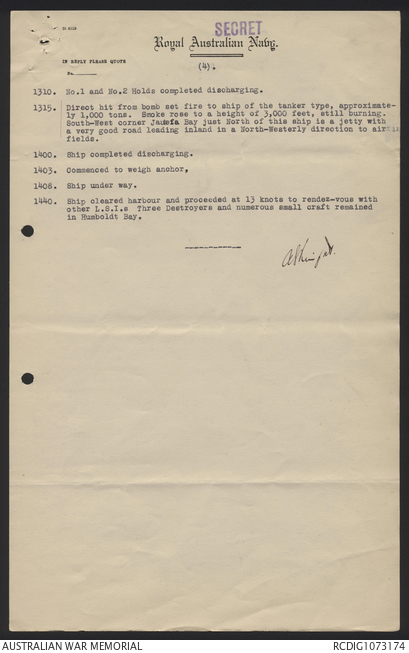 SECRET
Royal Australian Navy.
IN REPLY PLEASE QUOTE
No.
(4).
1310. No.1 and No.2 Holds completed discharging.
1315. Direct hit from bomb set fire to ship of the tanker type, approximate-
ly 1,000 tons. Smoke rose to a height of 3,000 feet, still burning.
South-West corner Jautefa Bay just North of this ship is a jetty with
a very good road leading inland in a North-Westerly direction to air
fields.
1400. Ship completed discharging.
1403. Commenced to weigh anchor,
1408. Ship under way.
1440. Ship cleared harbour and proceeded at 13 knots to rendez-vous with
other L.S.I.s Three Destroyers and numerous small craft remained
in Humboldt Bay.
AUSTRALIAN WAR MEMORIAL
RCDIG1073174